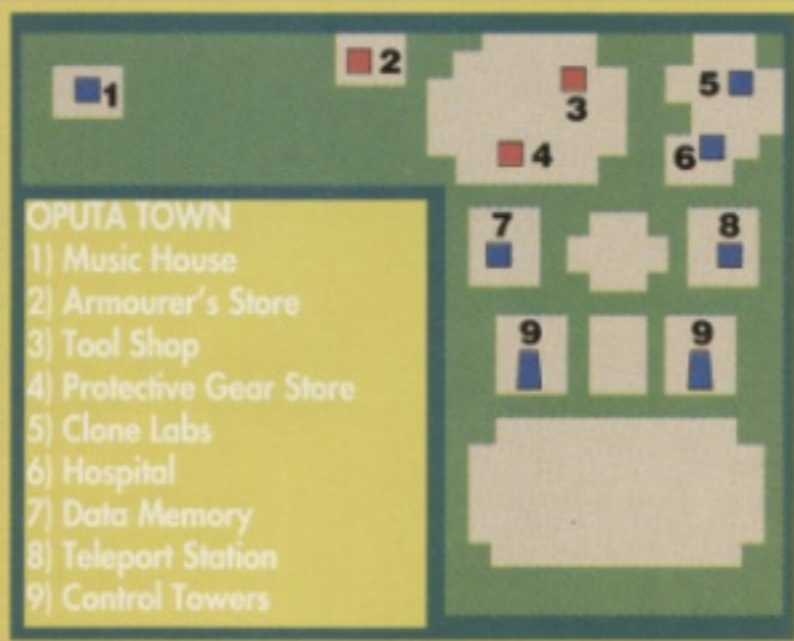 1
2
3
4
5
6
7
8
9
9
OPUTA TOWN
1) Music House
2) Armourer's Store
3) Tool Shop
4) Protective Gear Store
5) Clone Labs
6) Hospital
7) Data Memory
8) Teleport Station
9) Control Towers